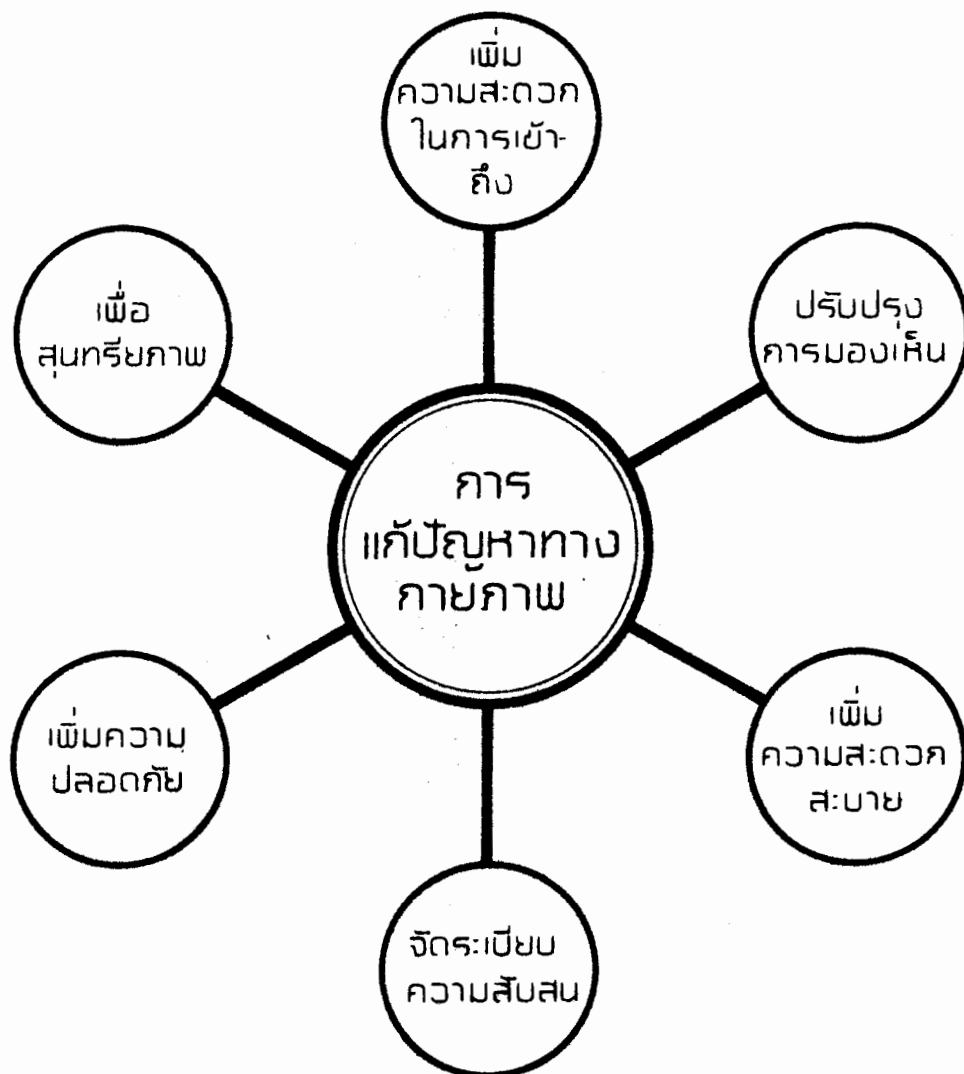 เพิ่ม
ความสะดวก
ในการเข้า-
ถึง
เพื่อ
สุนทรียภาพ
ปรับปรุง
การมองเห็น
การ
แก้ปัญหาทาง
กายภาพ
เพิ่มความ
ปลอดภัย
เพิ่ม
ความสะดวก
สะบาย
จัดระเบียบ
ความสับสน